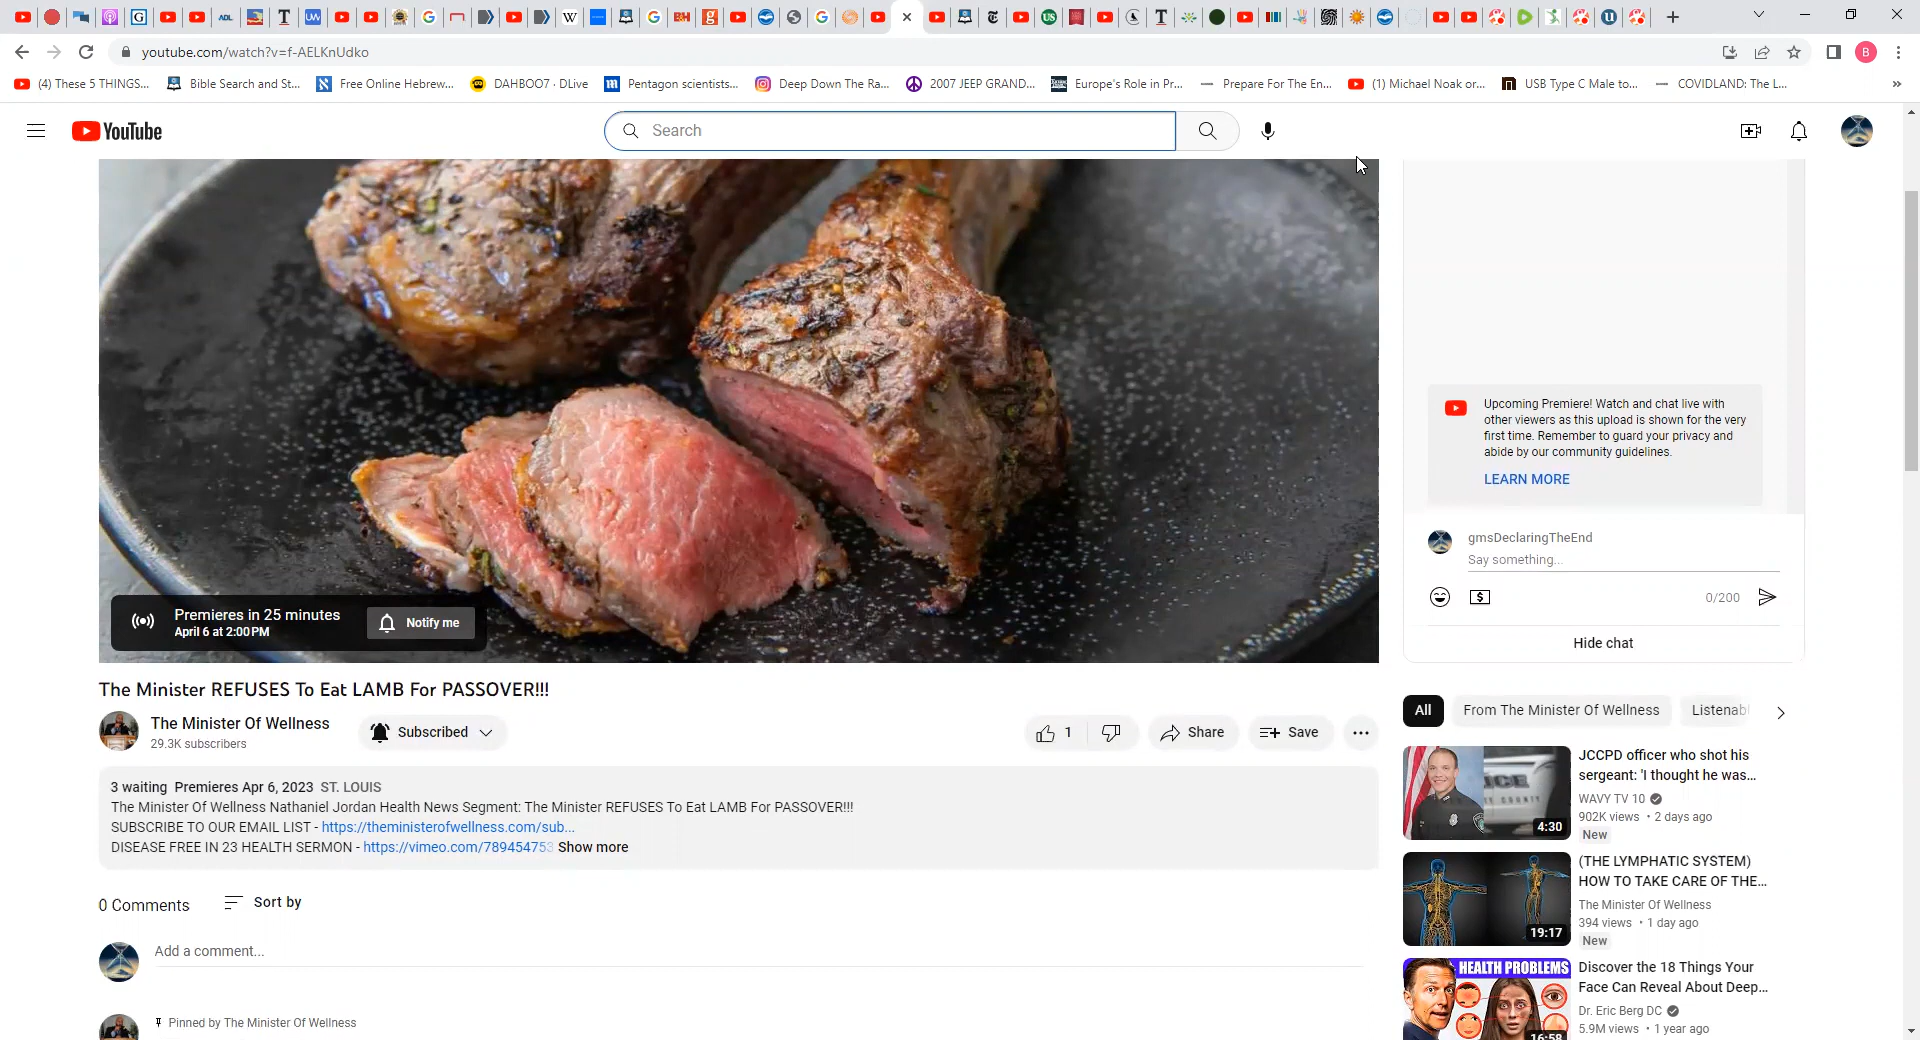 youtube.com/watch?v=f-AELKnUdko
B
(4) These 5 THINGS...
Bible Search and St...
Free Online Hebrew...
DAHBOO7 · DLive
Pentagon scientists...
Deep Down The Ra...
2007 JEEP GRAND...
Europe's Role in Pr...
Prepare For The En...
(1) Michael Noak or...
USB Type C Male to...
COVIDLAND: The L...
YouTube
Search
Premieres in 25 minutes
April 6 at 2:00 PM
Notify me
Upcoming Premiere! Watch and chat live with
other viewers as this upload is shown for the very
first time. Remember to guard your privacy and
abide by our community guidelines.
LEARN MORE
gmsDeclaringTheEnd
Say something...
0/200
Hide chat
The Minister REFUSES To Eat LAMB For PASSOVER!!!
The Minister Of Wellness
29.3K subscribers
Subscribed
1
Share
Save
3 waiting Premieres Apr 6, 2023 ST. LOUIS
The Minister Of Wellness Nathaniel Jordan Health News Segment: The Minister REFUSES To Eat LAMB For PASSOVER!!!
SUBSCRIBE TO OUR EMAIL LIST - https://theministerofwellness.com/sub...
DISEASE FREE IN 23 HEALTH SERMON - https://vimeo.com/789454753 Show more
0 Comments
Sort by
Add a comment...
Pinned by The Minister Of Wellness
All
From The Minister Of Wellness
Listenabl
JCCPD officer who shot his
sergeant: 'I thought he was...
WAVY TV 10
902K views • 2 days ago
New
4:30
(THE LYMPHATIC SYSTEM)
HOW TO TAKE CARE OF THE...
The Minister Of Wellness
394 views • 1 day ago
New
19:17
HEALTH PROBLEMS
Discover the 18 Things Your
Face Can Reveal About Deep...
Dr. Eric Berg DC
5.9M views • 1 year ago
16:58